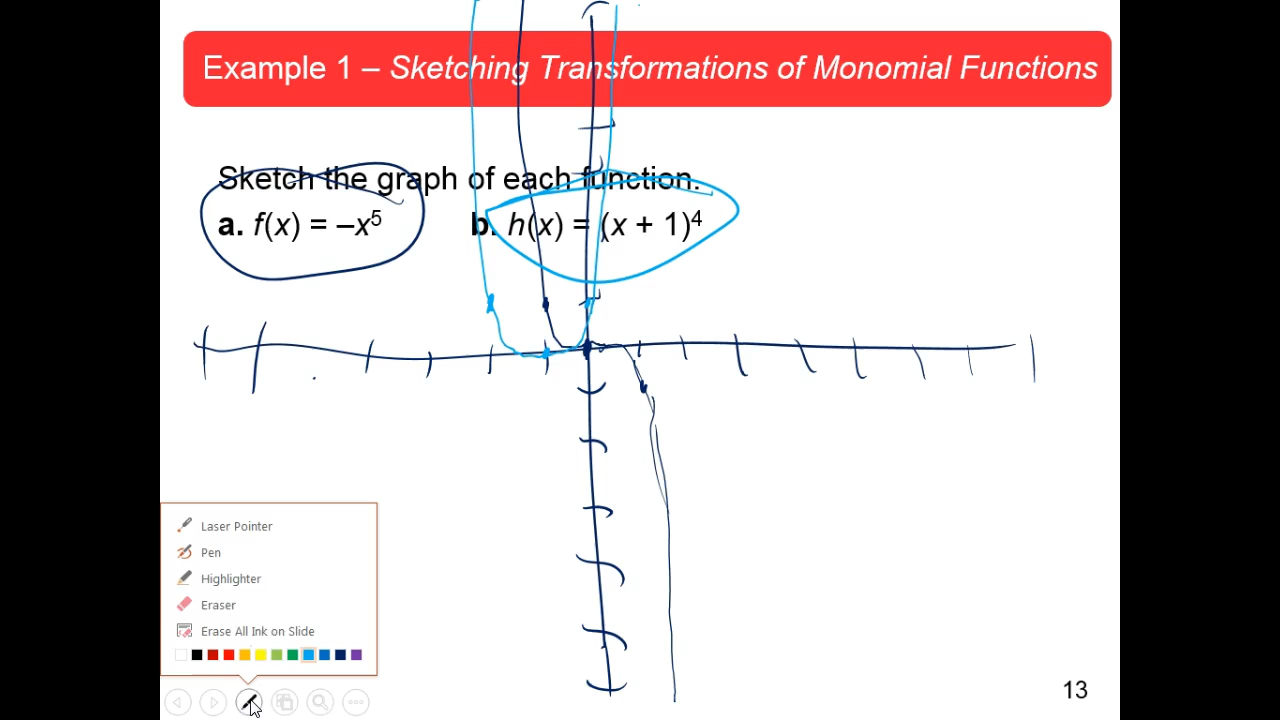 Example 1 – Sketching Transformations of Monomial Functions
Sketch the graph of each function.
a. f(x) = –x⁵ b. h(x) = (x + 1)⁴
Laser Pointer
Pen
Highlighter
Eraser
Erase All Ink on Slide
13